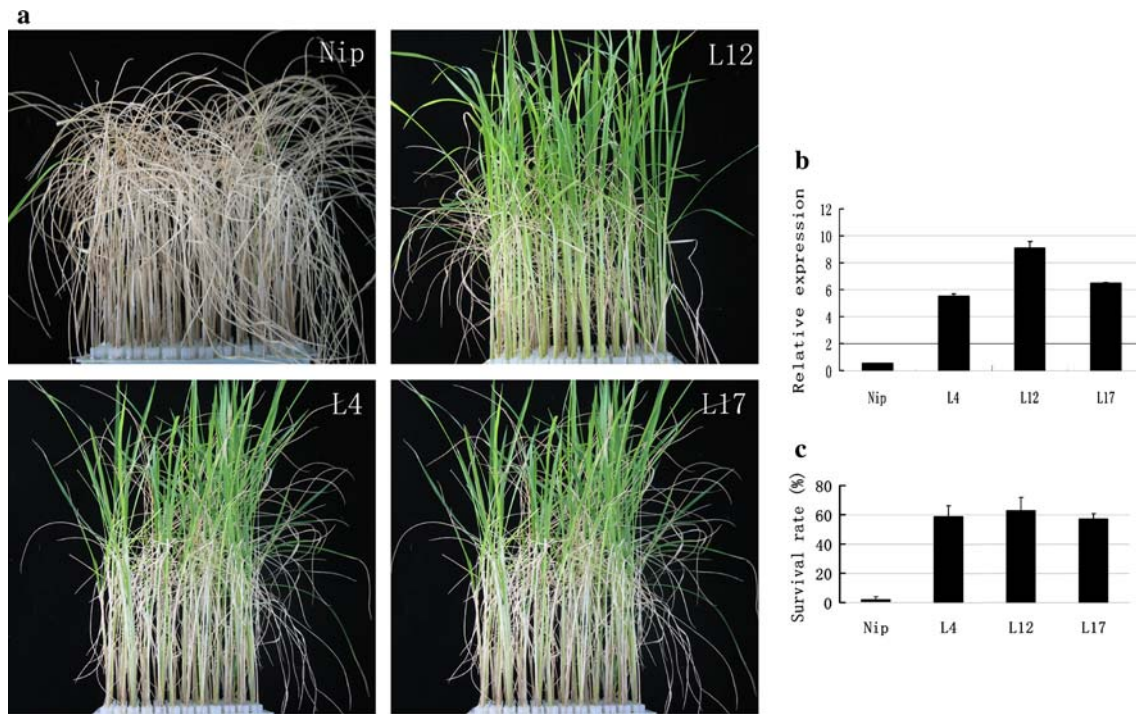 a
Nip
L12
L4
L17
b
Relative expression
12
10
8
6
4
2
0
Nip L4 L12 L17
c
Survival rate (%)
80
60
40
20
0
Nip L4 L12 L17